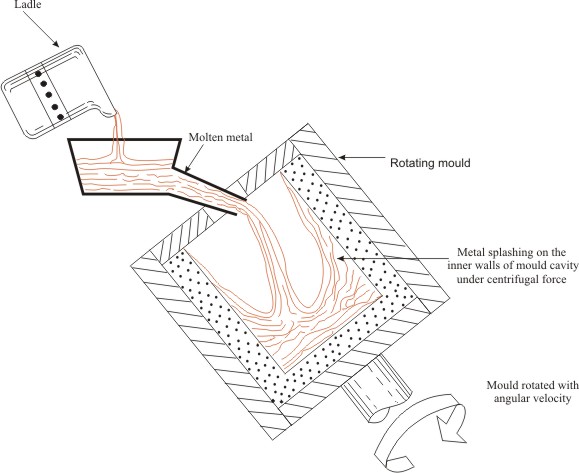 Ladle
Molten metal
Rotating mould
Metal splashing on the
inner walls of mould cavity
under centrifugal force
Mould rotated with
angular velocity